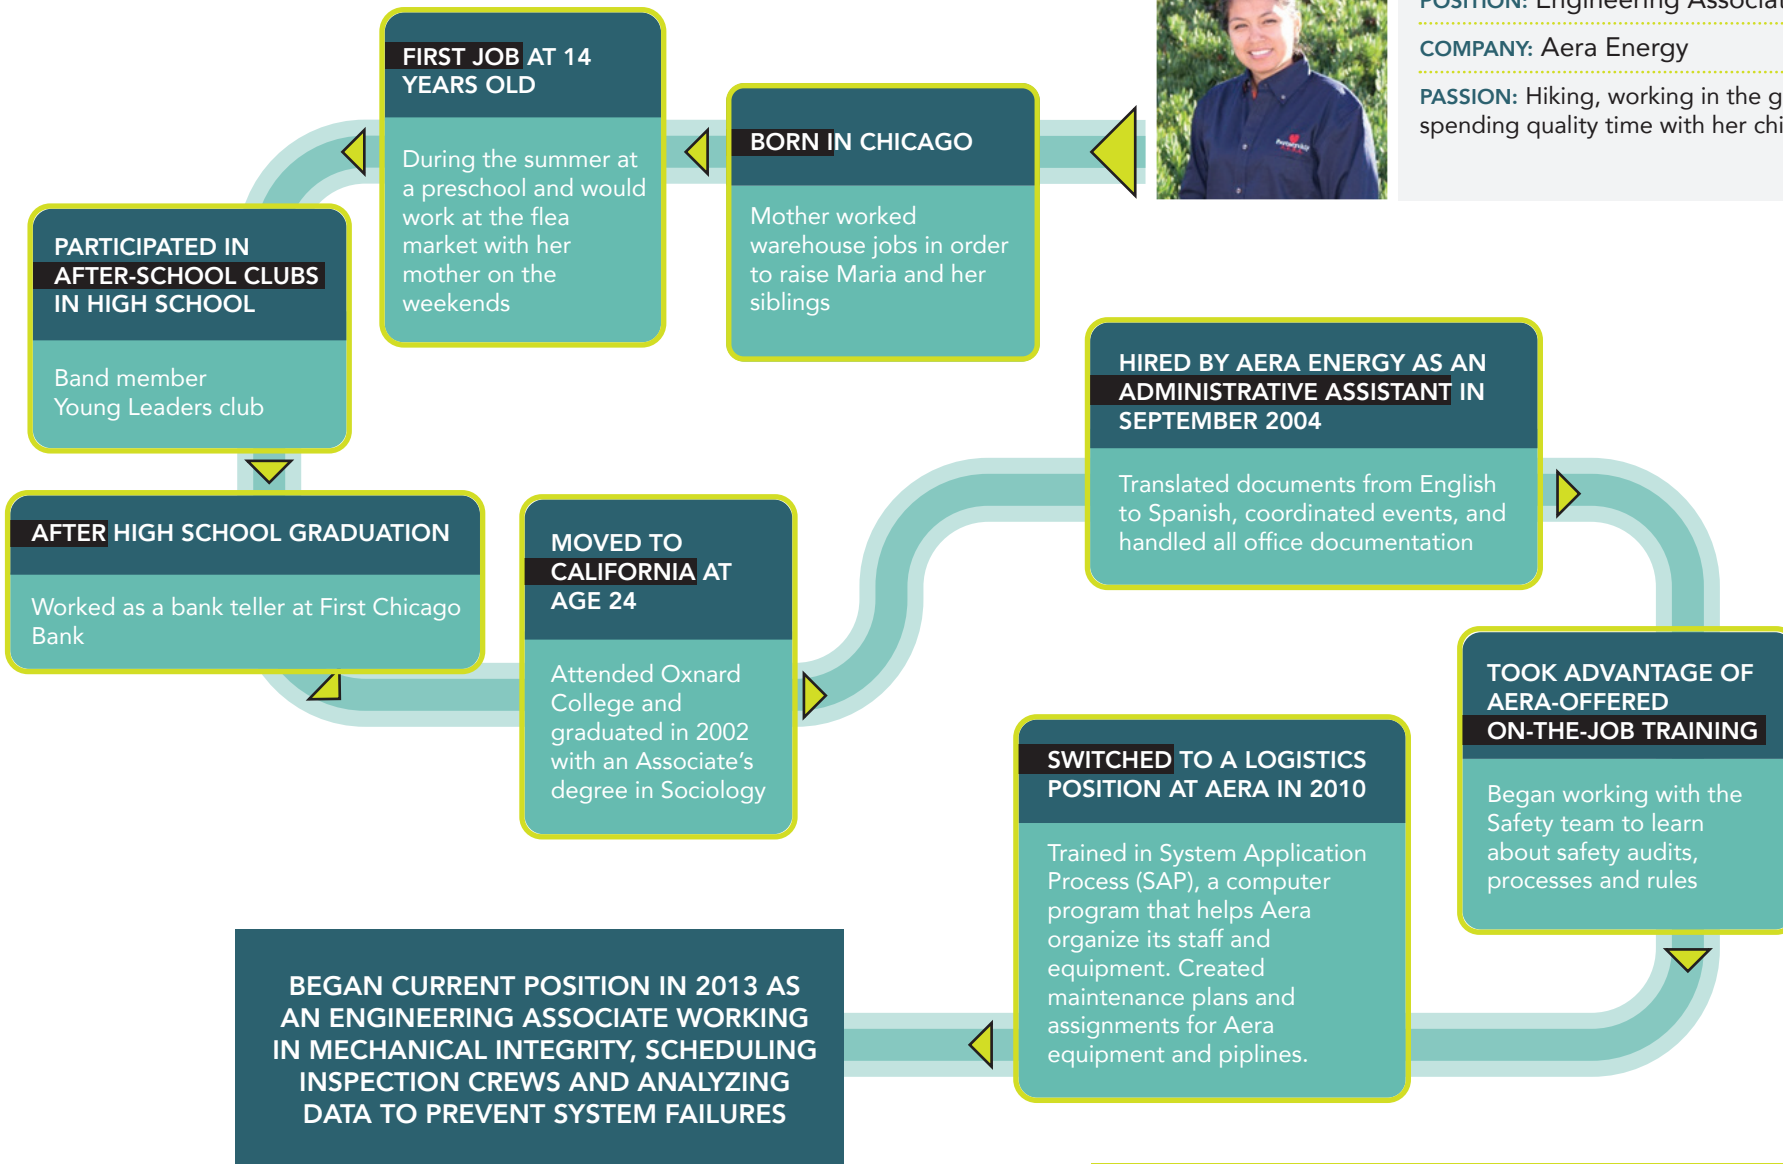 POSITION: Engineering
COMPANY: Aera Energy
PASSION: Hiking, working in the
spending quality time with her
BORN IN CHICAGO
Mother worked
warehouse jobs in order
to raise Maria and her
siblings
FIRST JOB AT 14
YEARS OLD
During the summer at
a preschool and would
work at the flea
market with her
mother on the
weekends
PARTICIPATED IN
AFTER-SCHOOL CLUBS
IN HIGH SCHOOL
Band member
Young Leaders club
AFTER HIGH SCHOOL GRADUATION
Worked as a bank teller at First Chicago
Bank
MOVED TO
CALIFORNIA AT
AGE 24
Attended Oxnard
College and
graduated in 2002
with an Associate’s
degree in Sociology
HIRED BY AERA ENERGY AS AN
ADMINISTRATIVE ASSISTANT IN
SEPTEMBER 2004
Translated documents from English
to Spanish, coordinated events, and
handled all office documentation
TOOK ADVANTAGE OF
AERA-OFFERED
ON-THE-JOB TRAINING
Began working with the
Safety team to learn
about safety audits,
processes and rules
SWITCHED TO A LOGISTICS
POSITION AT AERA IN 2010
Trained in System Application
Process (SAP), a computer
program that helps Aera
organize its staff and
equipment. Created
maintenance plans and
assignments for Aera
equipment and piplines.
BEGAN CURRENT POSITION IN 2013 AS
AN ENGINEERING ASSOCIATE WORKING
IN MECHANICAL INTEGRITY, SCHEDULING
INSPECTION CREWS AND ANALYZING
DATA TO PREVENT SYSTEM FAILURES